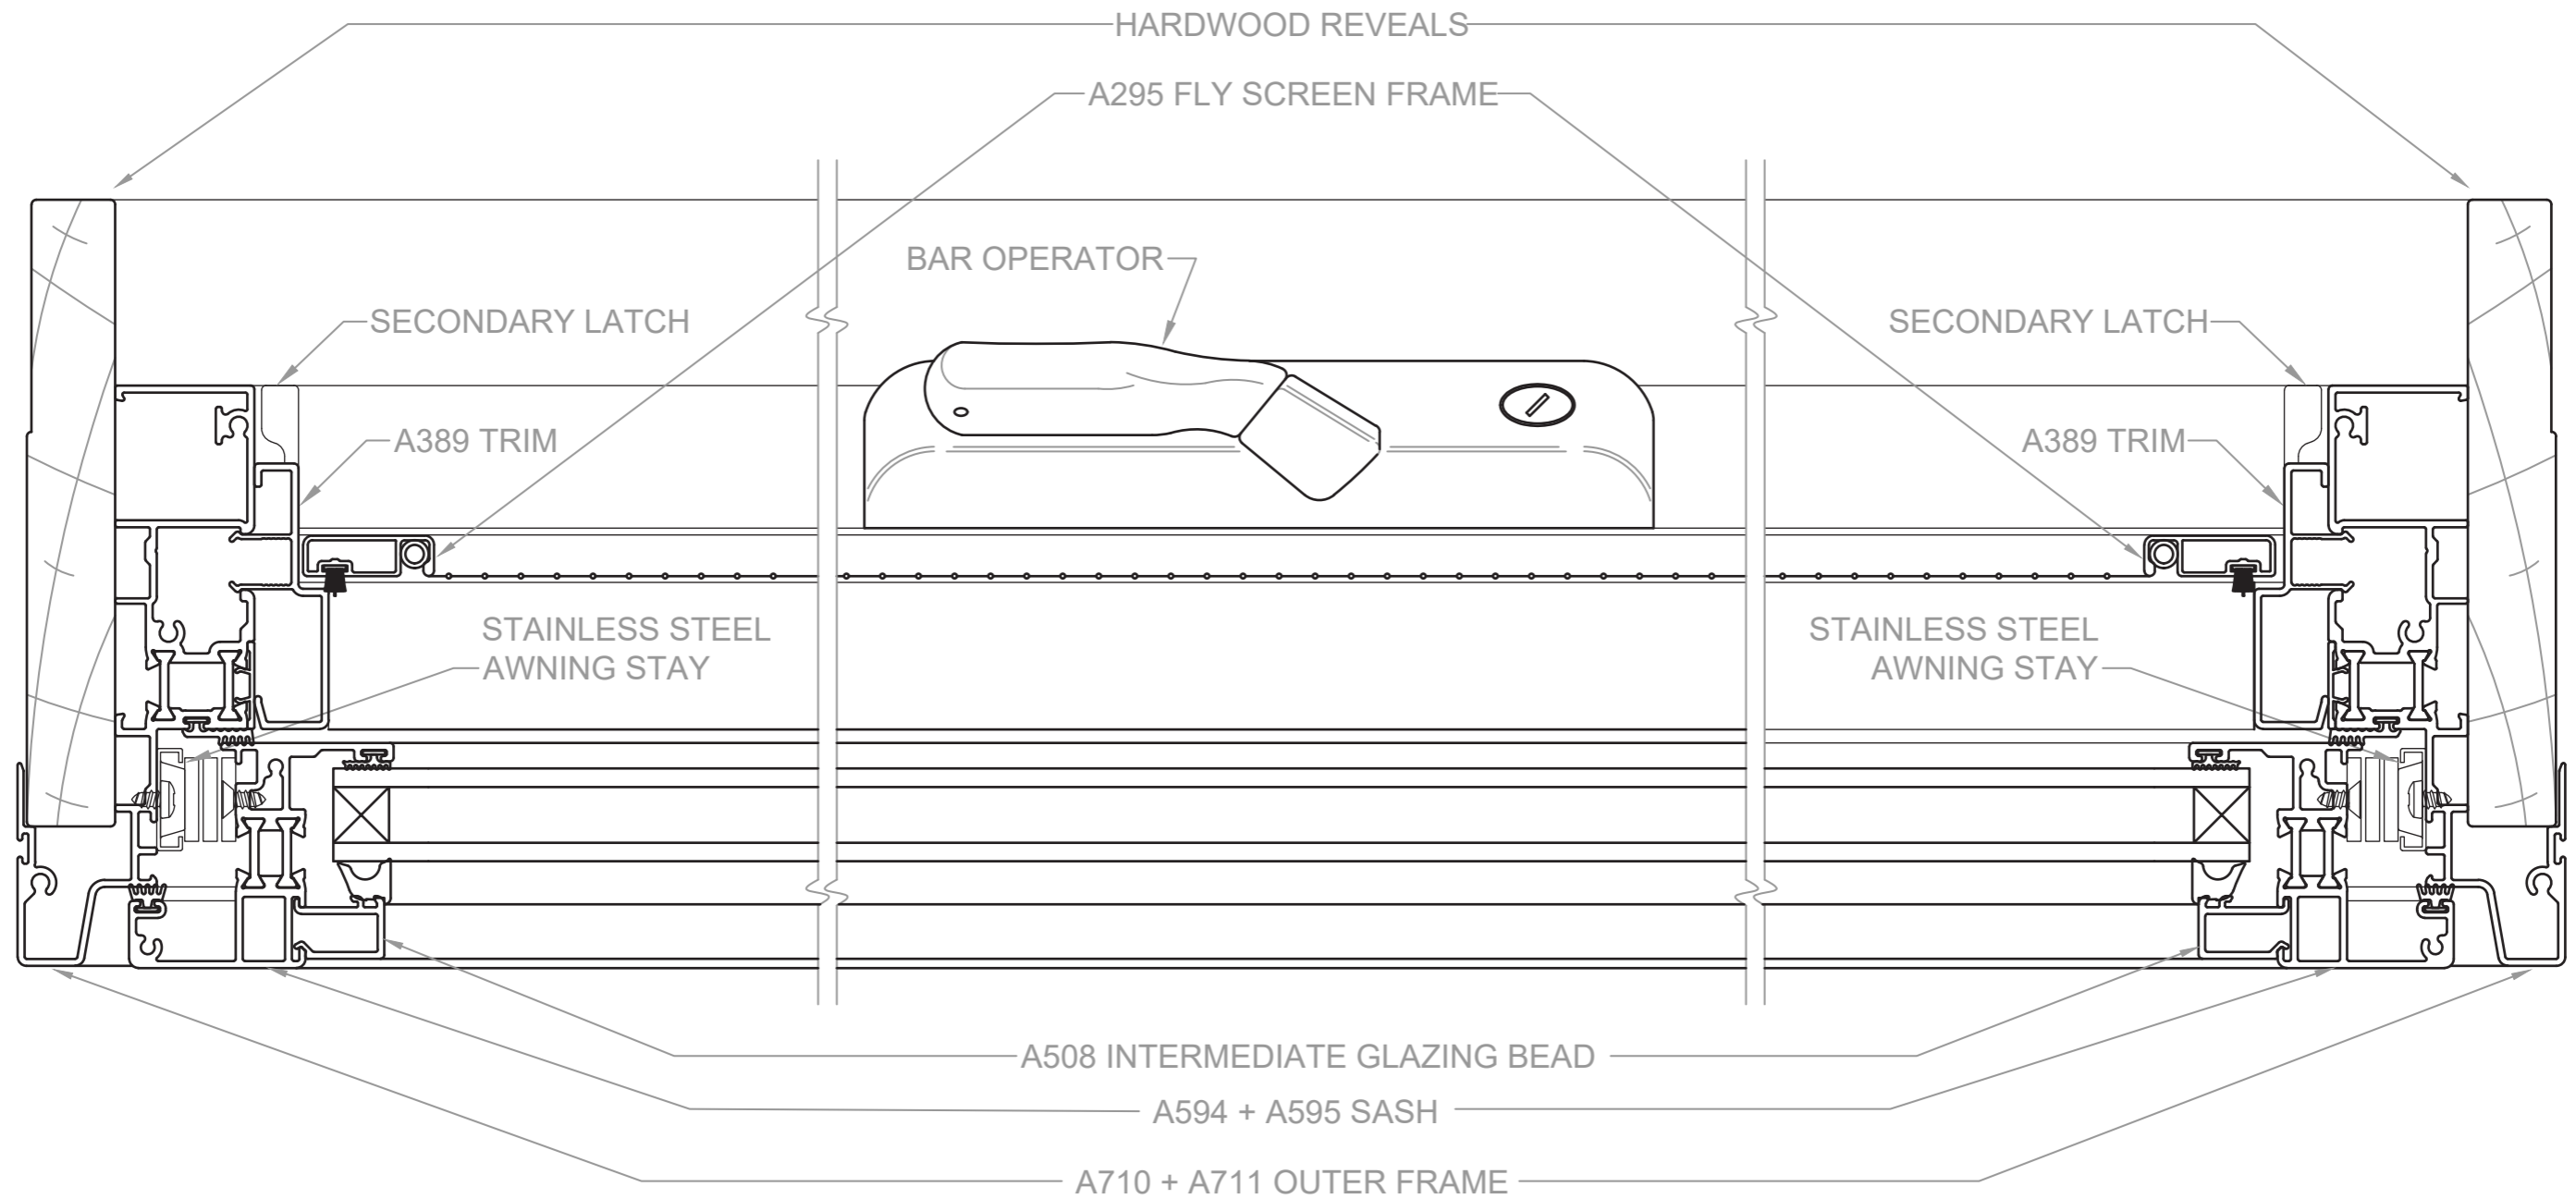 HARDWOOD REVEALS
A295 FLY SCREEN FRAME
BAR OPERATOR
SECONDARY LATCH
SECONDARY LATCH
A389 TRIM
A389 TRIM
STAINLESS STEEL
AWNING STAY
STAINLESS STEEL
AWNING STAY
A508 INTERMEDIATE GLAZING BEAD
A594 + A595 SASH
A710 + A711 OUTER FRAME